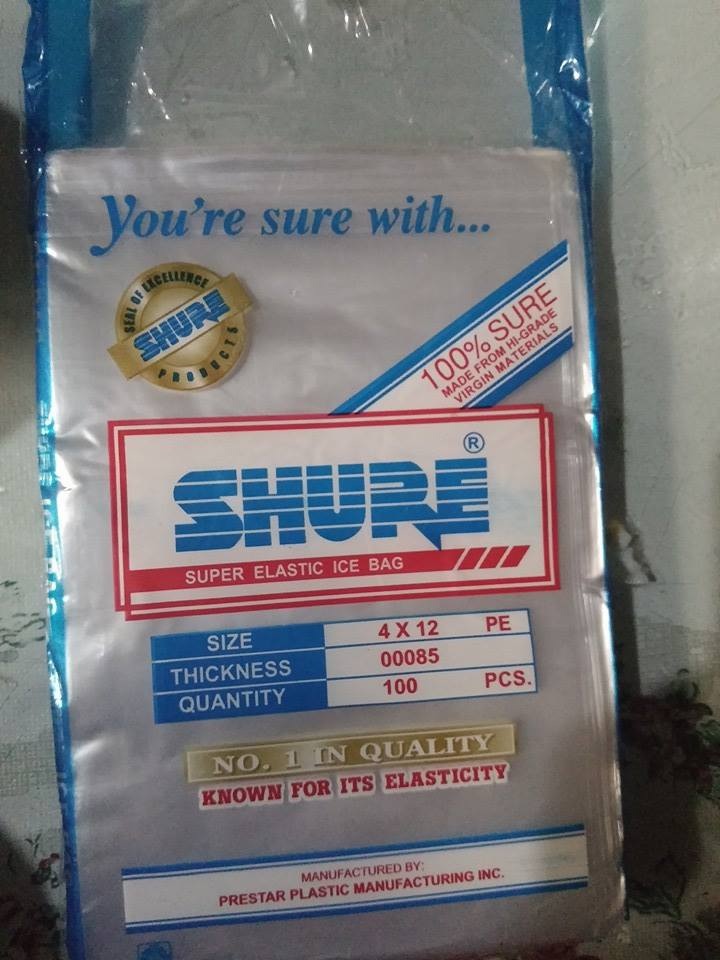 You're sure with...
SEAL OF EXCELLENCE
SHURE
PRODUCTS
100% SURE
MADE FROM HI-GRADE
VIRGIN MATERIALS
SHURE®
SUPER ELASTIC ICE BAG
SIZE 4 X 12 PE
THICKNESS 00085
QUANTITY 100 PCS.
NO. 1 IN QUALITY
KNOWN FOR ITS ELASTICITY
MANUFACTURED BY:
PRESTAR PLASTIC MANUFACTURING INC.